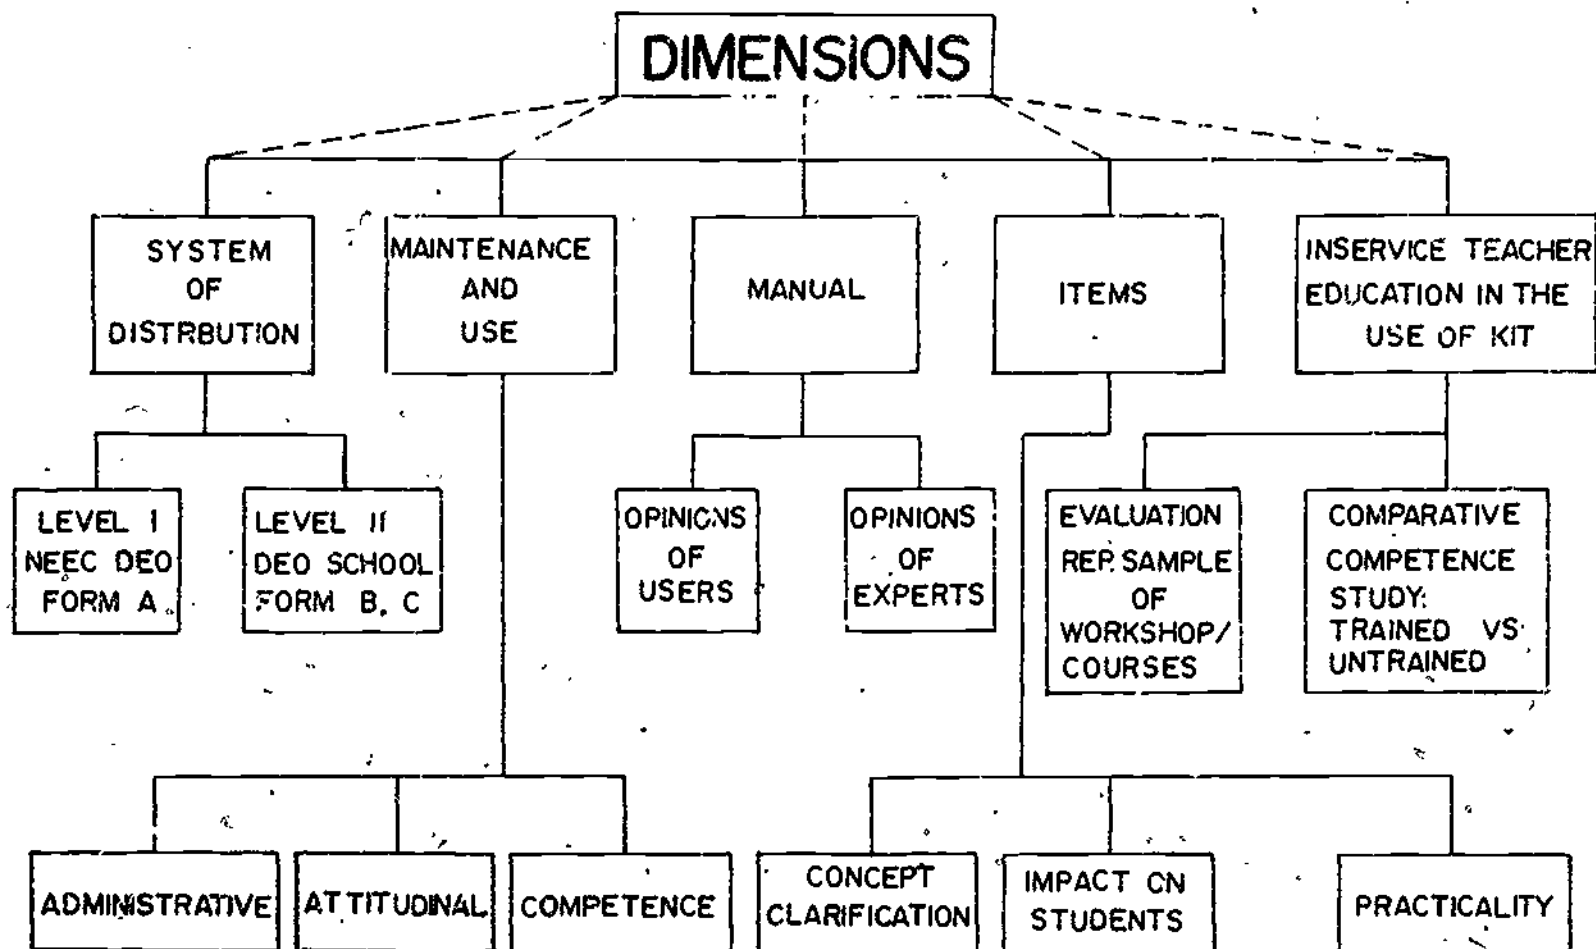 DIMENSIONS
SYSTEM
OF
DISTRBUTION
MAINTENANCE
AND
USE
MANUAL
ITEMS
INSERVICE TEACHER
EDUCATION IN THE
USE OF KIT
LEVEL I
NEEC DEO
FORM A
LEVEL II
DEO SCHOOL
FORM B, C
OPINIONS
OF
USERS
OPINIONS
OF
EXPERTS
EVALUATION
REP. SAMPLE
OF
WORKSHOP/
COURSES
COMPARATIVE
COMPETENCE
STUDY:
TRAINED VS
UNTRAINED
ADMINISTRATIVE
ATTITUDINAL
COMPETENCE
CONCEPT
CLARIFICATION
IMPACT ON
STUDENTS
PRACTICALITY